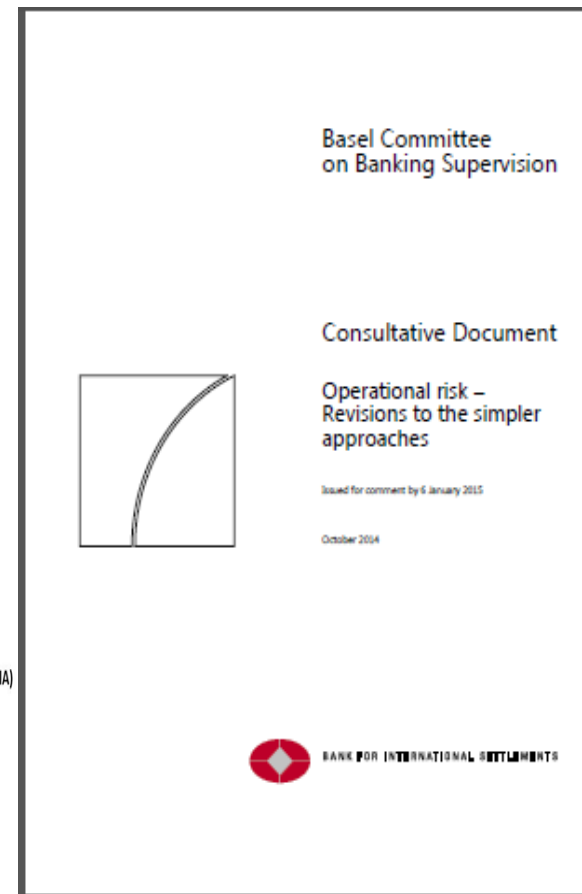 Basel Committee
on Banking Supervision
Consultative Document
Operational risk –
Revisions to the simpler
approaches
Issued for comment by 6 January 2015
October 2014
IA)
BANK FOR INTERNATIONAL SETTLEMENTS